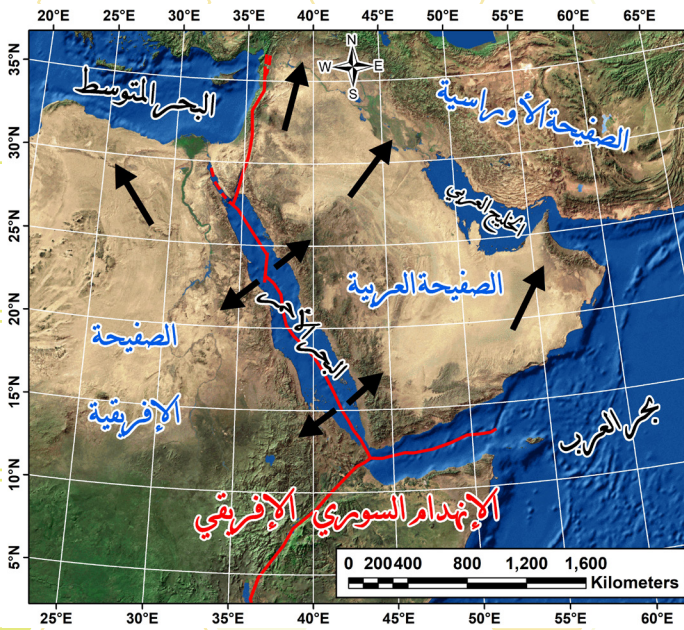 20°E 25°E 30°E 35°E 40°E 45°E 50°E 55°E 60°E 65°E
N
W E
S
35°N
30°N
25°N
20°N
15°N
10°N
5°N
البحر المتوسط
الصفيحة الأوراسية
الخليج العربي
الصفيحة العربية
البحر الأحمر
الصفيحة
الإفريقية
بحر العرب
الإنهدام السوري الإفريقي
0 200 400 800 1,200 1,600
Kilometers
25°E 30°E 35°E 40°E 45°E 50°E 55°E 60°E